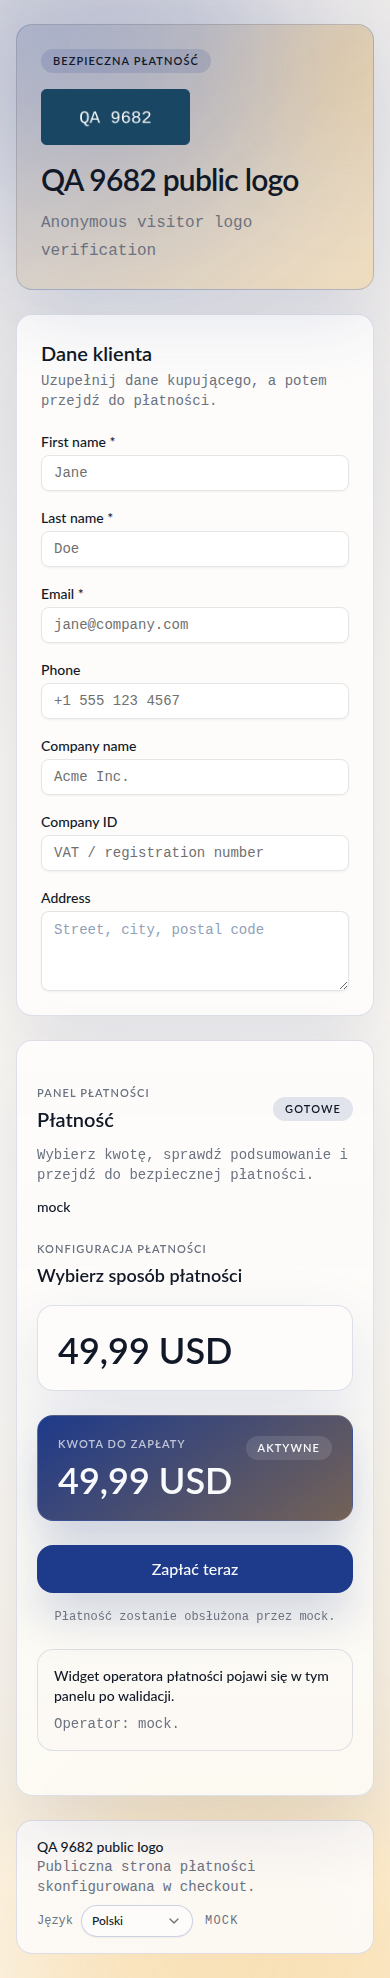 BEZPIECZNA PŁATNOŚĆ
QA 9682
QA 9682 public logo
Anonymous visitor logo
verification
Dane klienta
Uzupełnij dane kupującego, a potem
przejdź do płatności.
First name *
Jane
Last name *
Doe
Email *
jane@company.com
Phone
+1 555 123 4567
Company name
Acme Inc.
Company ID
VAT / registration number
Address
Street, city, postal code
PANEL PŁATNOŚCI
Płatność
GOTOWE
Wybierz kwotę, sprawdź podsumowanie i
przejdź do bezpiecznej płatności.
mock
KONFIGURACJA PŁATNOŚCI
Wybierz sposób płatności
49,99 USD
KWOTA DO ZAPŁATY
AKTYWNE
49,99 USD
Zapłać teraz
Płatność zostanie obsłużona przez mock.
Widget operatora płatności pojawi się w tym
panelu po walidacji.
Operator: mock.
QA 9682 public logo
Publiczna strona płatności
skonfigurowana w checkout.
Język Polski MOCK